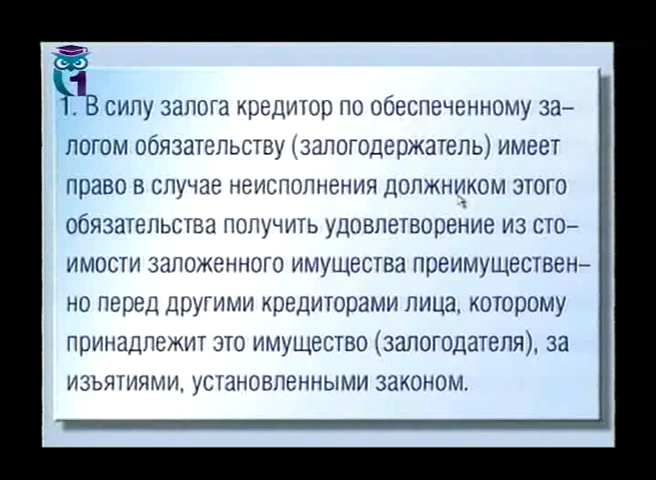 1
1. В силу залога кредитор по обеспеченному за–
логом обязательству (залогодержатель) имеет
право в случае неисполнения должником этого
обязательства получить удовлетворение из сто–
имости заложенного имущества преимуществен–
но перед другими кредиторами лица, которому
принадлежит это имущество (залогодателя), за
изъятиями, установленными законом.